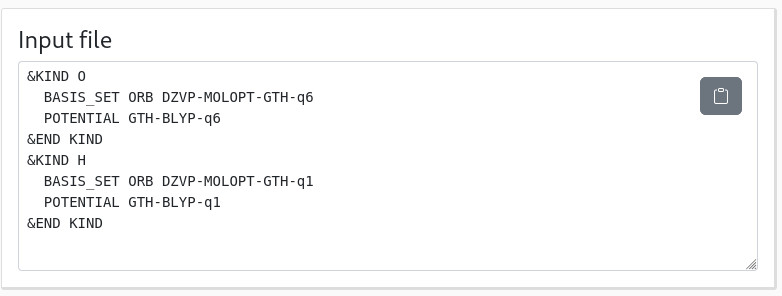 Input file
&KIND O
  BASIS_SET ORB DZVP-MOLOPT-GTH-q6
  POTENTIAL GTH-BLYP-q6
&END KIND
&KIND H
  BASIS_SET ORB DZVP-MOLOPT-GTH-q1
  POTENTIAL GTH-BLYP-q1
&END KIND